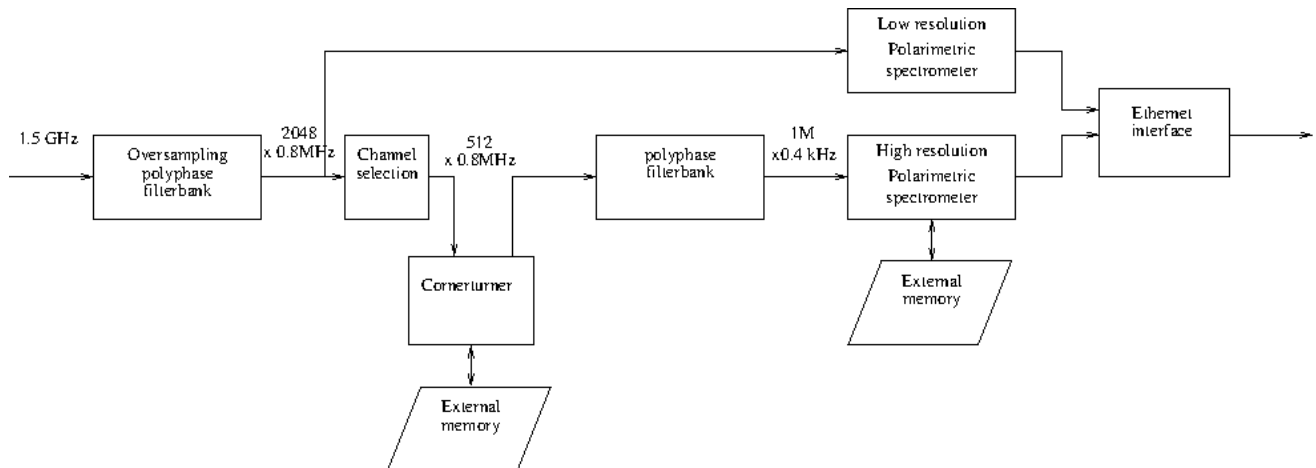 1.5 GHz
Oversampling
polyphase
filterbank
2048
x 0.8MHz
Channel
selection
512
x 0.8MHz
Cornerturner
External
memory
polyphase
filterbank
1M
x0.4 kHz
Low resolution
Polarimetric
spectrometer
High resolution
Polarimetric
spectrometer
External
memory
Ethernet
interface